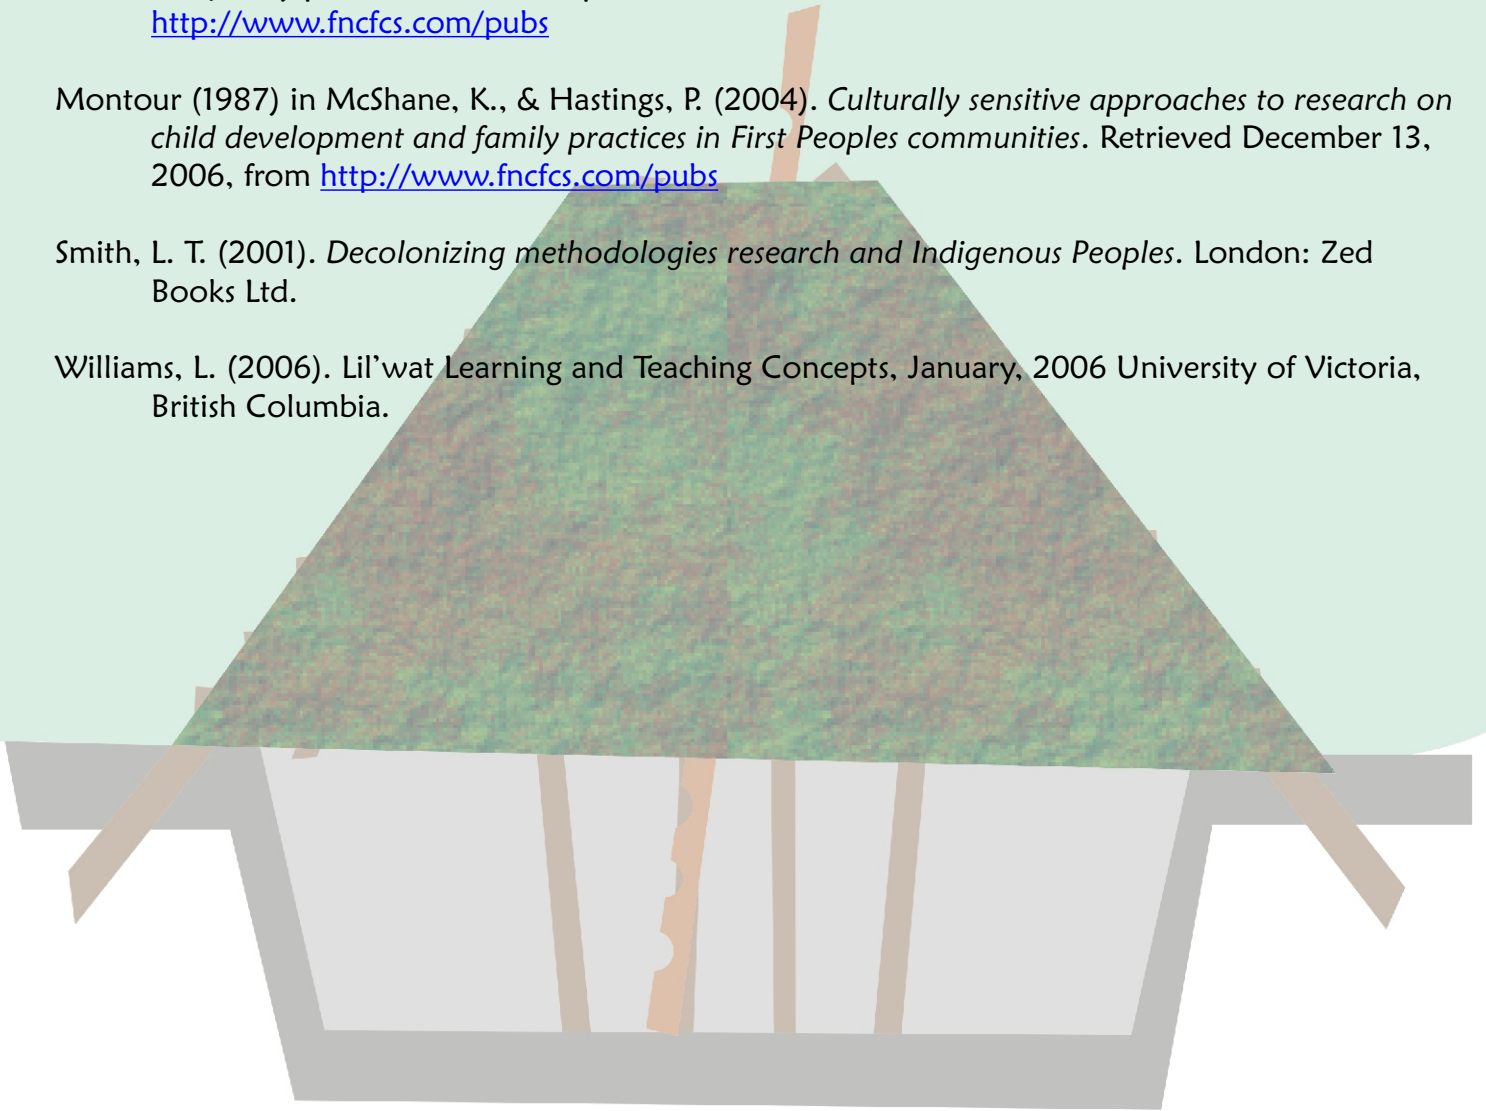 http://www.fncfcs.com/pubs
Montour (1987) in McShane, K., & Hastings, P. (2004). Culturally sensitive approaches to research on
child development and family practices in First Peoples communities. Retrieved December 13,
2006, from http://www.fncfcs.com/pubs
Smith, L. T. (2001). Decolonizing methodologies research and Indigenous Peoples. London: Zed
Books Ltd.
Williams, L. (2006). Lil'wat Learning and Teaching Concepts, January, 2006 University of Victoria,
British Columbia.